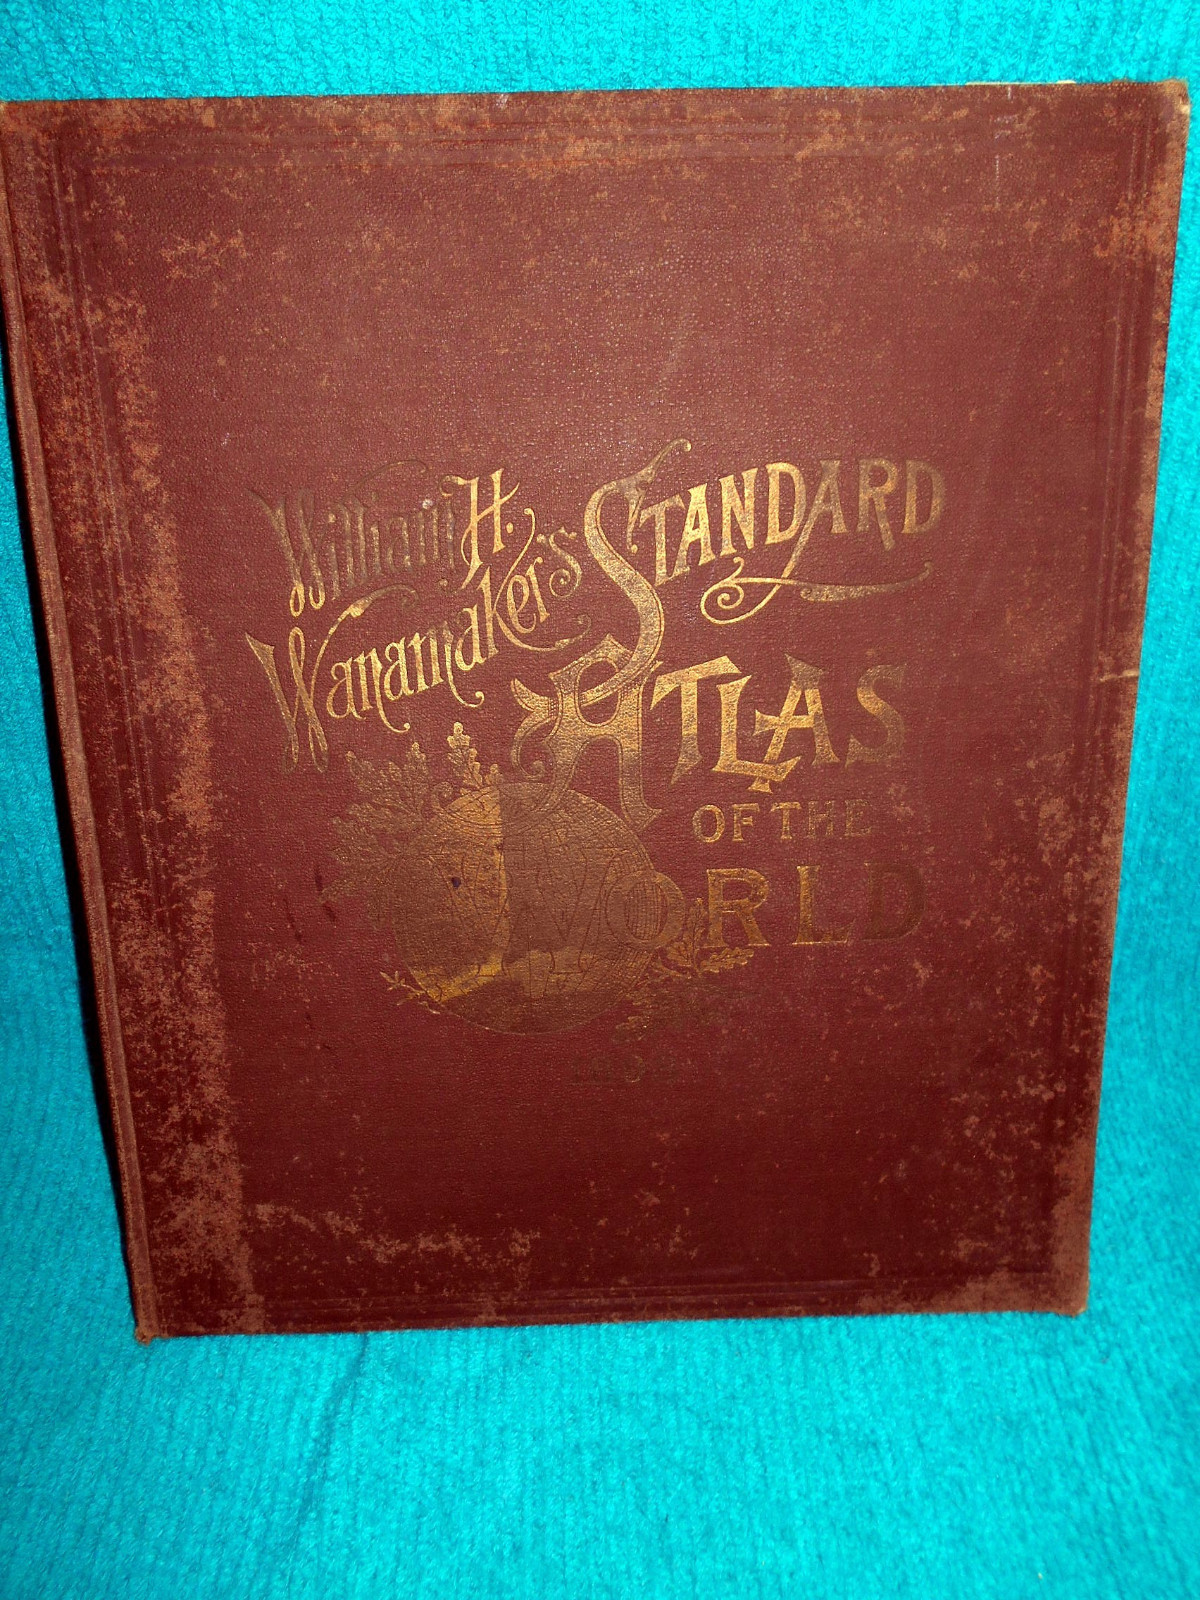 William H.
Wanamaker's
STANDARD
ATLAS
OF THE
WORLD